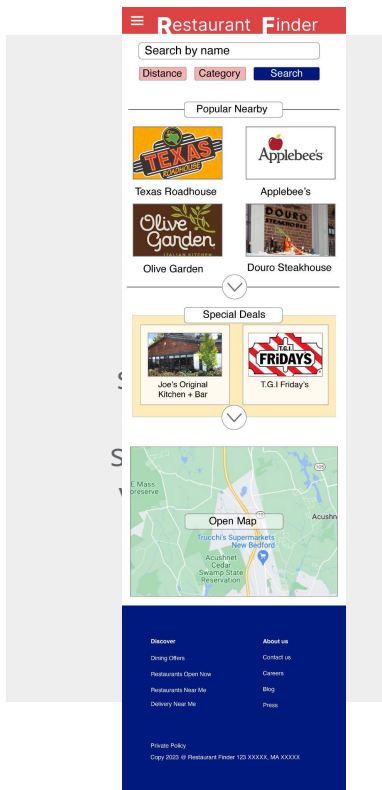 Restaurant Finder
Search by name
Distance Category Search
Popular Nearby
TEXAS
ROADHOUSE
Applebee's
Texas Roadhouse
Applebee's
Olive
Garden
ITALIAN KITCHEN
DOURO
STEAKHOUSE
Olive Garden
Douro Steakhouse
Special Deals
T.G.I.
FRiDAY'S
Joe's Original
Kitchen + Bar
T.G.I Friday's
S
S
105
E Mass
preserve
Acushn
Open Map
Trucchi's Supermarkets
New Bedford
Acushnet
Cedar
Swamp State
Reservation
Discover
About us
Dining Offers
Contact us
Restaurants Open Now
Careers
Restaurants Near Me
Blog
Delivery Near Me
Press
Private Policy
Copy 2023 @ Restaurant Finder 123 XXXXX, MA XXXXX